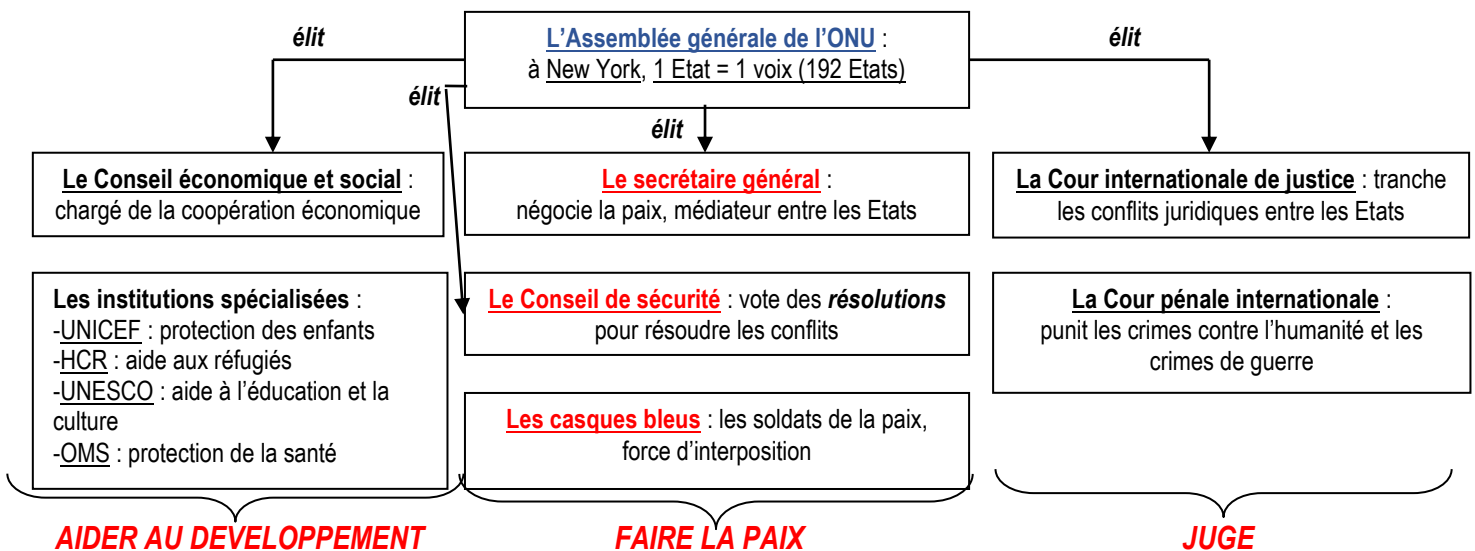 élit
L'Assemblée générale de l'ONU :
à New York, 1 Etat = 1 voix (192 Etats)
élit
élit
élit
Le Conseil économique et social :
chargé de la coopération économique
Le secrétaire général :
négocie la paix, médiateur entre les Etats
La Cour internationale de justice : tranche
les conflits juridiques entre les Etats
Les institutions spécialisées :
-UNICEF : protection des enfants
-HCR : aide aux réfugiés
-UNESCO : aide à l'éducation et la
culture
-OMS : protection de la santé
Le Conseil de sécurité : vote des résolutions
pour résoudre les conflits
La Cour pénale internationale :
punit les crimes contre l'humanité et les
crimes de guerre
Les casques bleus : les soldats de la paix,
force d'interposition
AIDER AU DEVELOPPEMENT
FAIRE LA PAIX
JUGE